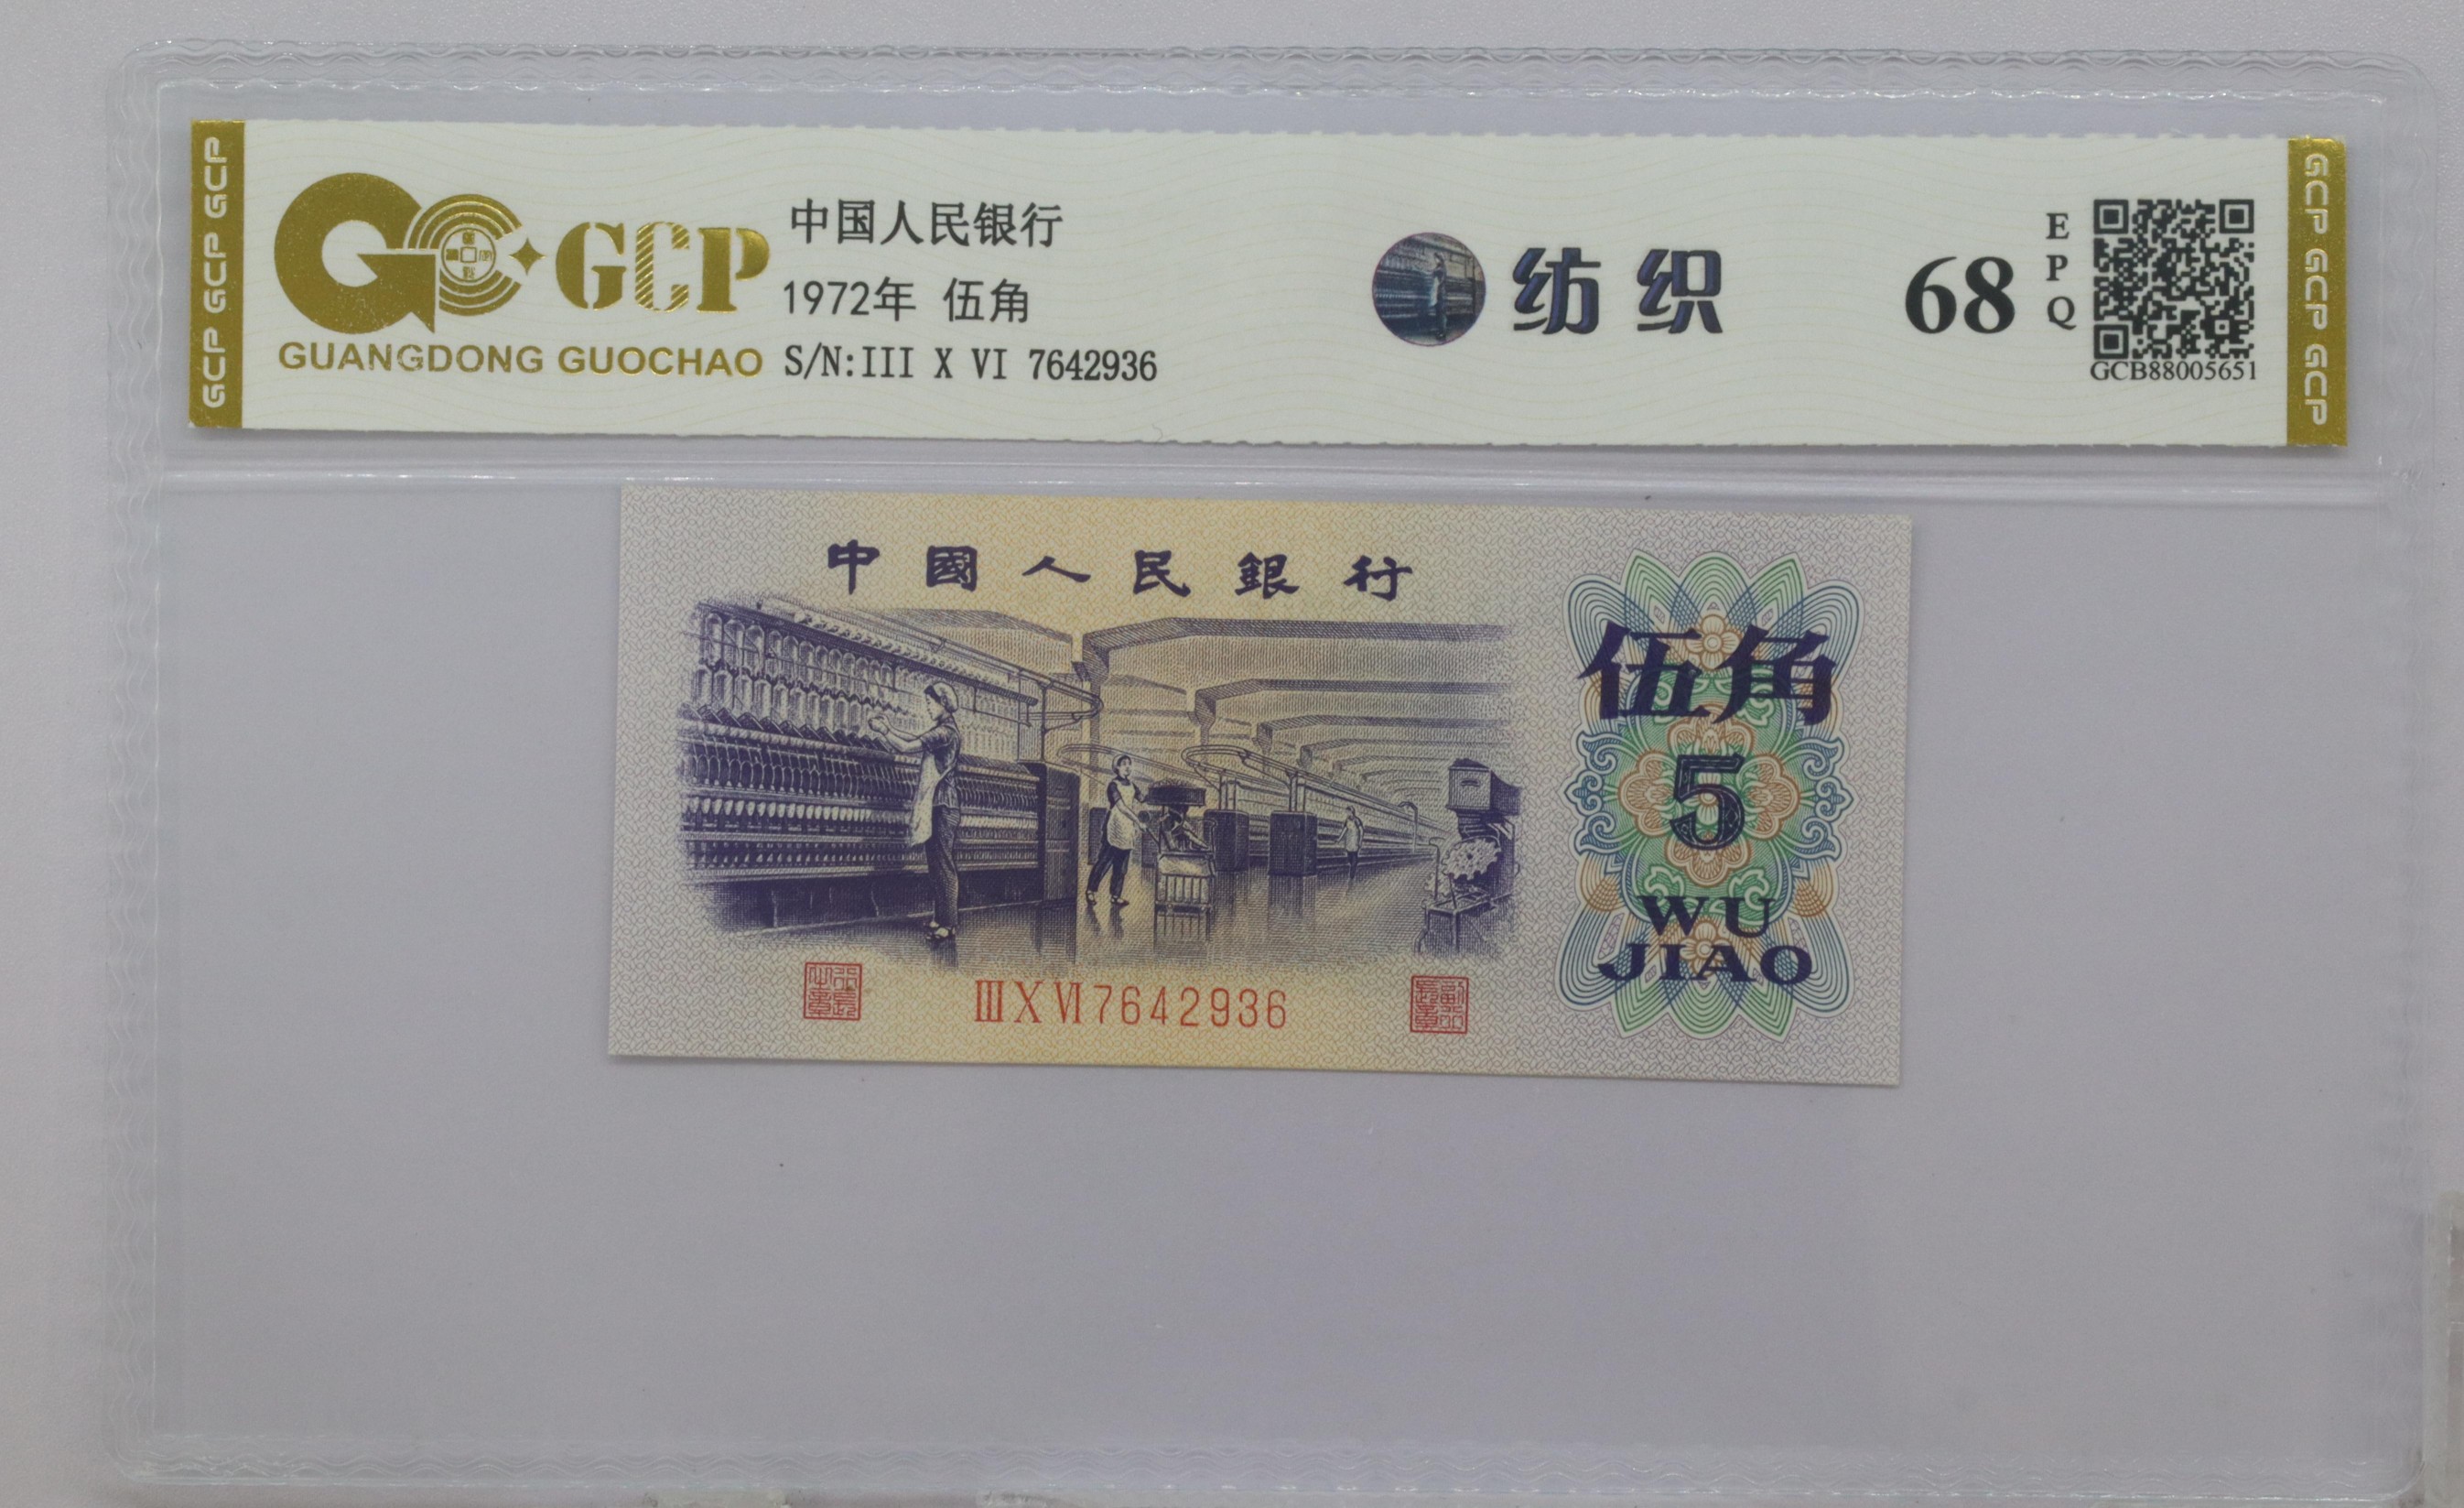 GCP GCP GCP
GCP
GUANGDONG GUOCHAO
中国人民银行
1972年 伍角
S/N:III X VI 7642936
纺织
68
E
P
Q
GCB88005651
GCP GCP GCP
中國人民銀行
伍角
5
WU
JIAO
ⅢⅩⅥ7642936